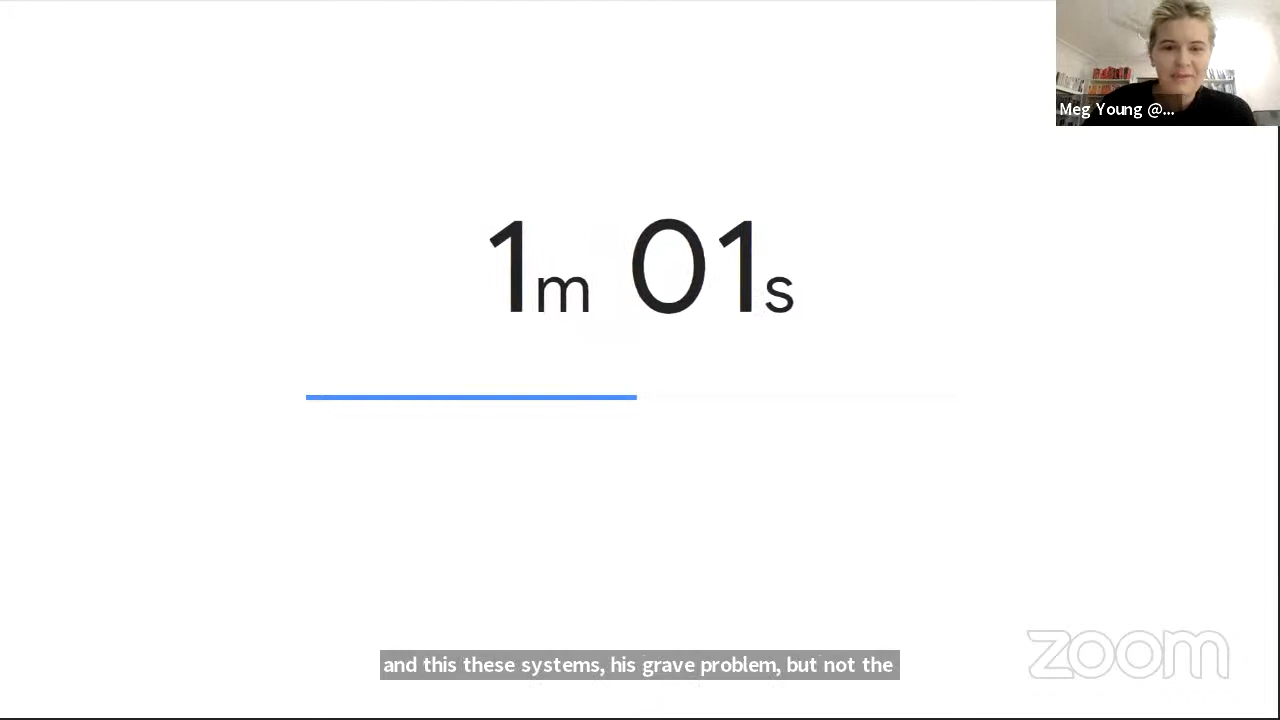 Meg Young @...
1m 01s
and this these systems, his grave problem, but not the
zoom